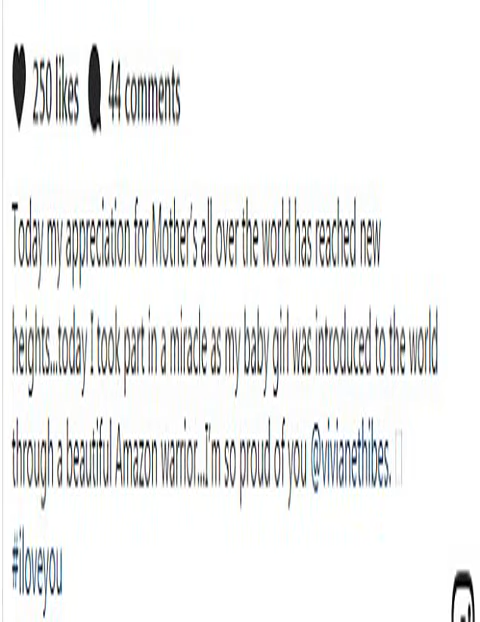 250 likes 44 comments
Today my appreciation for Mother's all over the world has reached new
heights...today I took part in a miracle as my baby girl was introduced to the world
through a beautiful Amazon warrior...I'm so proud of you @vivianethibes.
#iloveyou